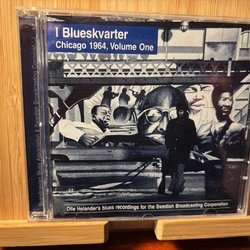 I Blueskvarter
Chicago 1964, Volume One
Olle Helander's blues recordings for the Swedish Broadcasting Corporation